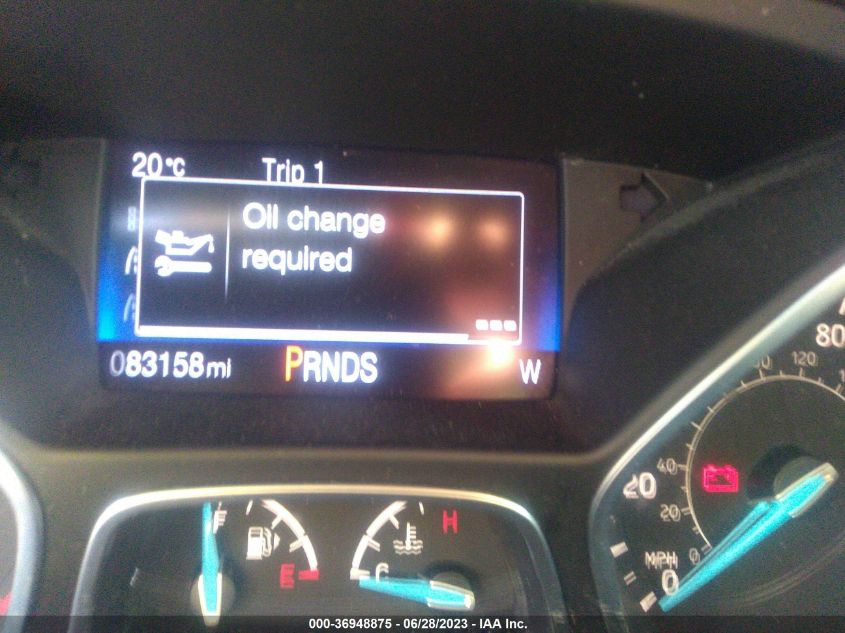 20°C Trip 1
Oil change
required
083158mi PRNDS W
F E
C H
80
120
40
20
20
0
MPH
0
000-36948875 - 06/28/2023 - IAA Inc.